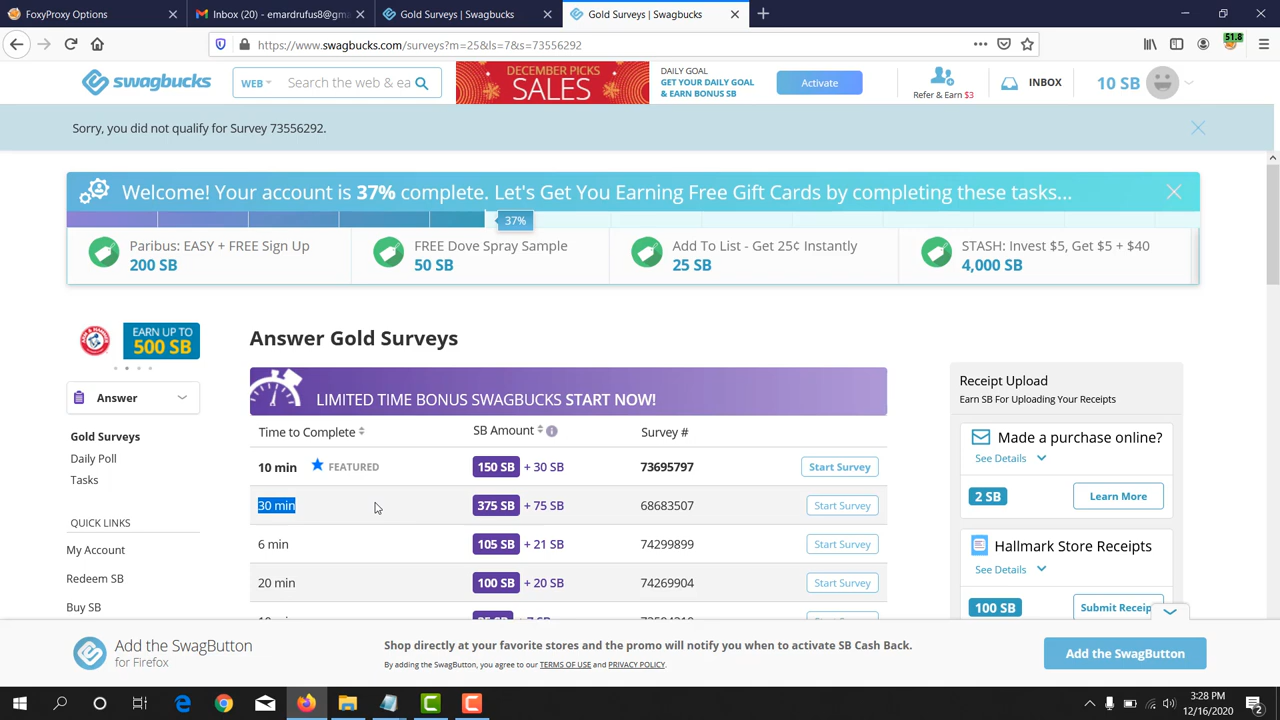 FoxyProxy Options
Inbox (20) - emardrufus8@gma
Gold Surveys | Swagbucks
Gold Surveys | Swagbucks
https://www.swagbucks.com/surveys?m=25&ls=7&s=73556292
51.8
swagbucks
WEB
Search the web & ea
DECEMBER PICKS
SALES
DAILY GOAL
GET YOUR DAILY GOAL
& EARN BONUS SB
Activate
Refer & Earn $3
INBOX
10 SB
Sorry, you did not qualify for Survey 73556292.
Welcome! Your account is 37% complete. Let's Get You Earning Free Gift Cards by completing these tasks...
37%
Paribus: EASY + FREE Sign Up
200 SB
FREE Dove Spray Sample
50 SB
Add To List - Get 25¢ Instantly
25 SB
STASH: Invest $5, Get $5 + $40
4,000 SB
EARN UP TO
500 SB
Answer
Gold Surveys
Daily Poll
Tasks
QUICK LINKS
My Account
Redeem SB
Buy SB
Answer Gold Surveys
LIMITED TIME BONUS SWAGBUCKS START NOW!
Time to Complete SB Amount Survey #
10 min FEATURED 150 SB + 30 SB 73695797 Start Survey
30 min 375 SB + 75 SB 68683507 Start Survey
6 min 105 SB + 21 SB 74299899 Start Survey
20 min 100 SB + 20 SB 74269904 Start Survey
Receipt Upload
Earn SB For Uploading Your Receipts
Made a purchase online?
See Details
2 SB
Learn More
Hallmark Store Receipts
See Details
100 SB
Submit Receip
Add the SwagButton
for Firefox
Shop directly at your favorite stores and the promo will notify you when to activate SB Cash Back.
By adding the SwagButton, you agree to our TERMS OF USE and PRIVACY POLICY.
Add the SwagButton
3:28 PM
12/16/2020
2